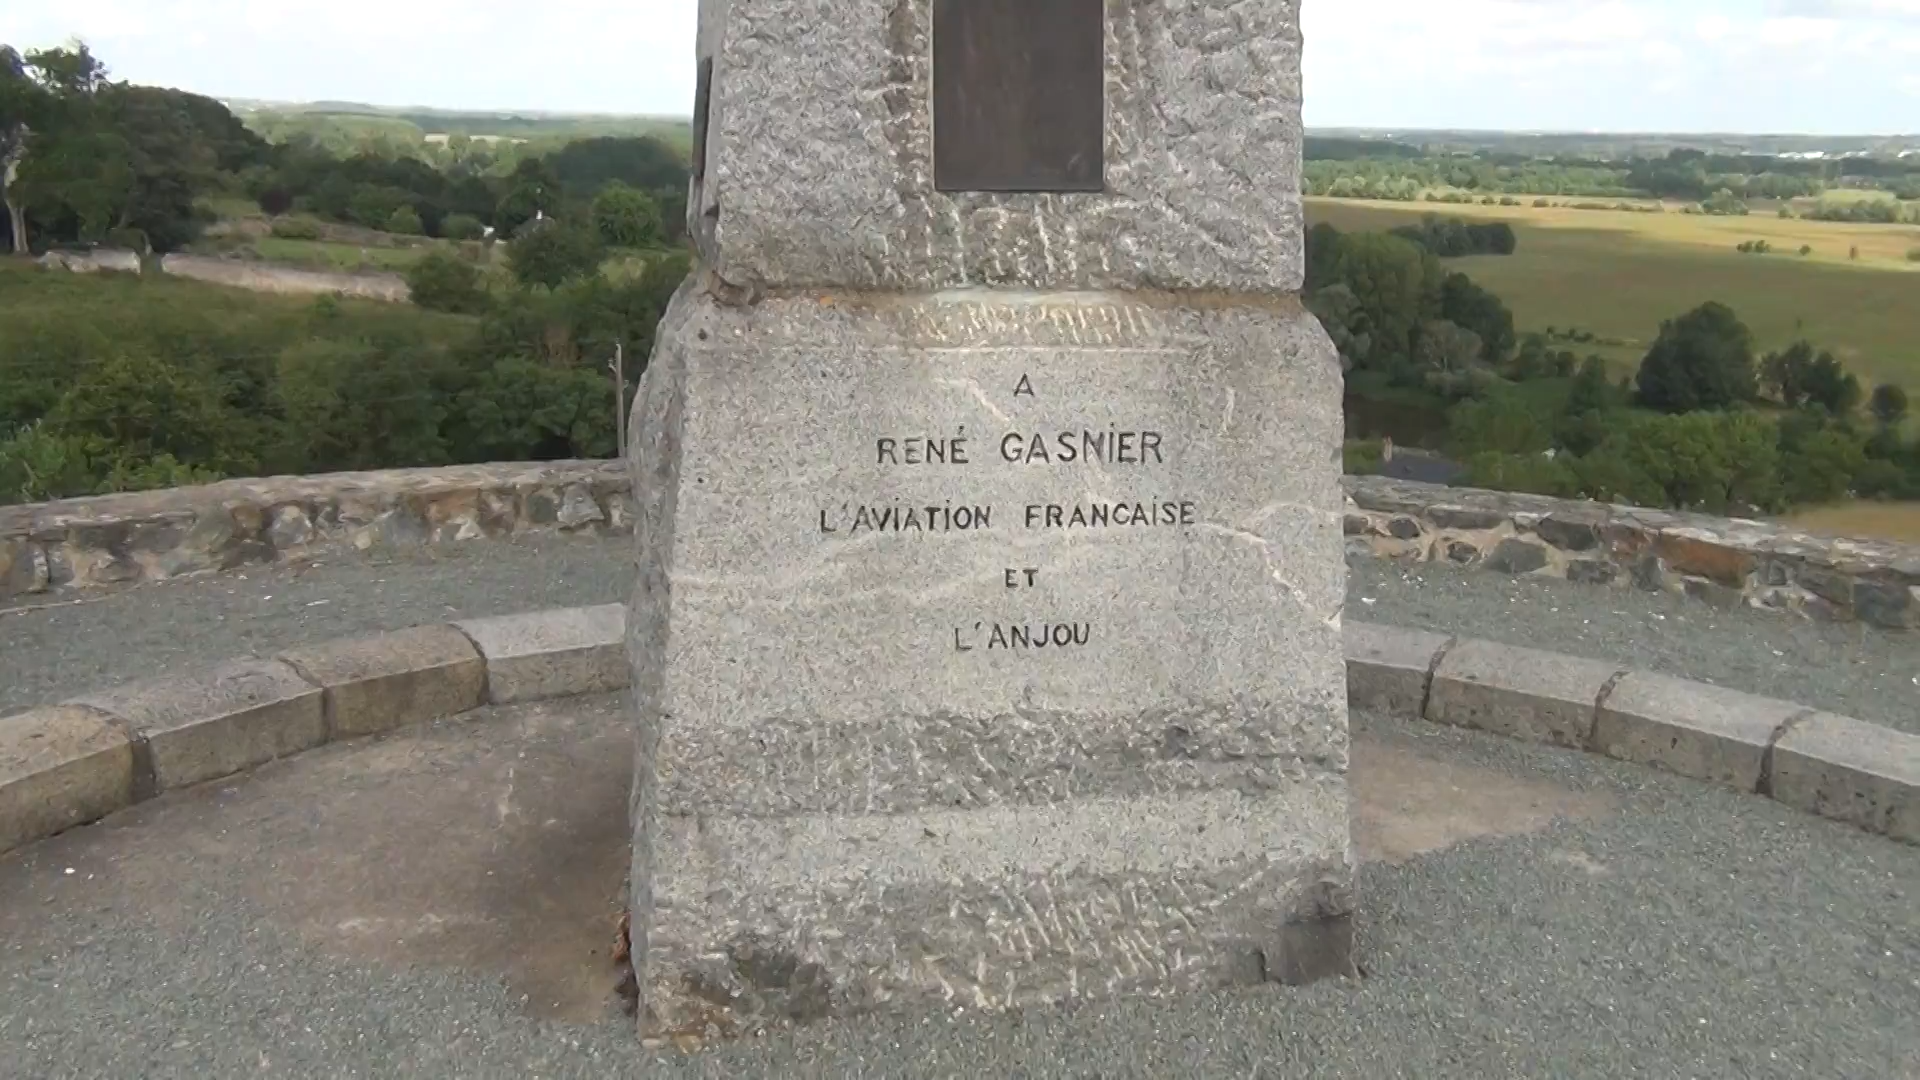 A
RENÉ GASNIER
L'AVIATION FRANCAISE
ET
L'ANJOU